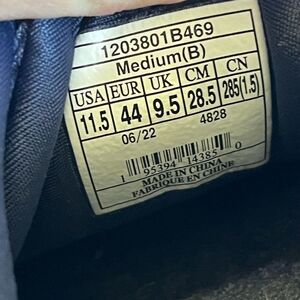 1203801B469
Medium(B)
USA EUR UK CM CN
11.5 44 9.5 28.5 285(1.5)
06/22 4828
1 95394 14385 0
MADE IN CHINA
FABRIQUE EN CHINE